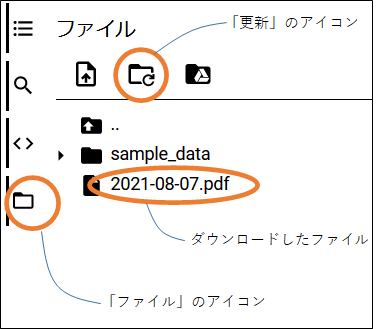 ファイル
「更新」のアイコン
..
sample_data
2021-08-07.pdf
ダウンロードしたファイル
「ファイル」のアイコン